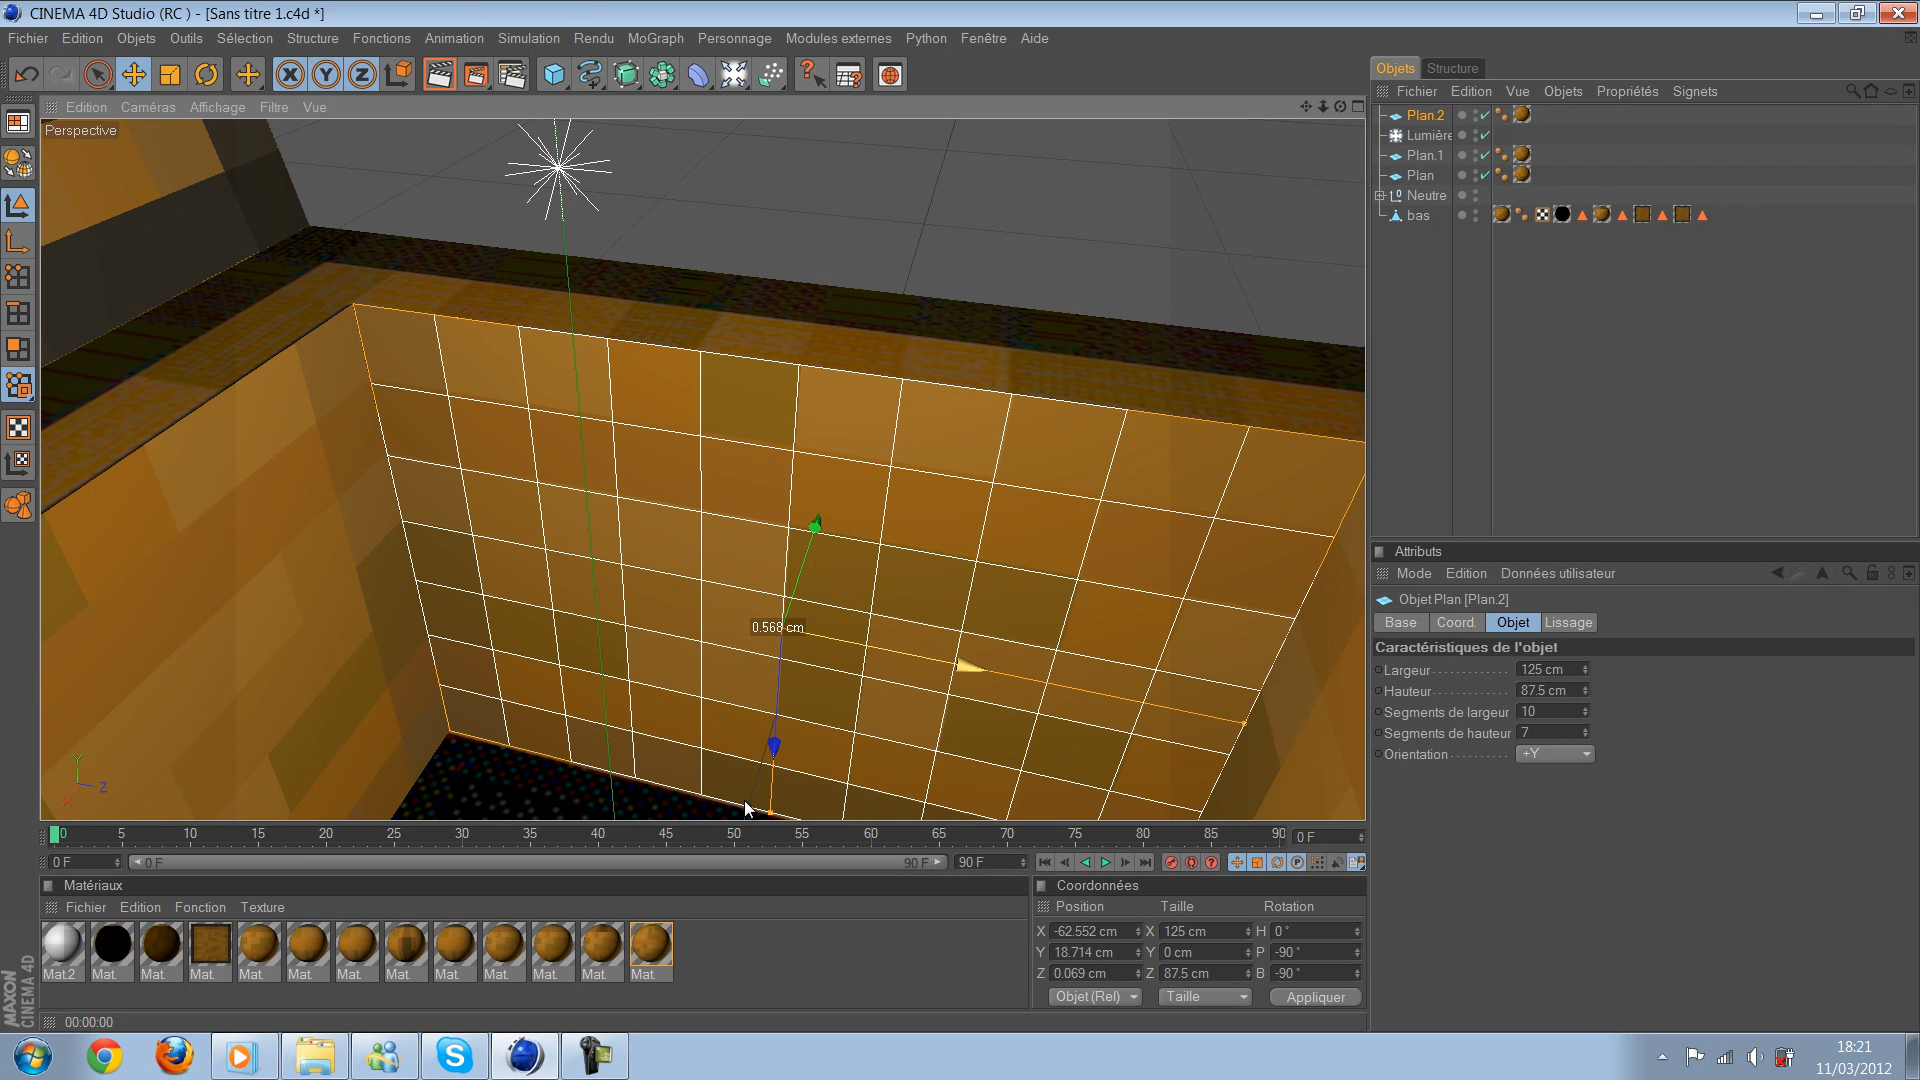 CINEMA 4D Studio (RC ) - [Sans titre 1.c4d *]
Fichier Edition Objets Outils Sélection Structure Fonctions Animation Simulation Rendu MoGraph Personnage Modules externes Python Fenêtre Aide
Edition Caméras Affichage Filtre Vue
Perspective
0.568 cm
Y
Z
X
0 5 10 15 20 25 30 35 40 45 50 55 60 65 70 75 80 85 90 0 F
0 F 0 F 90 F 90 F
Matériaux
Fichier Edition Fonction Texture
Mat.2 Mat. Mat. Mat. Mat. Mat. Mat. Mat. Mat. Mat. Mat. Mat. Mat.
Coordonnées
Position Taille Rotation
X -62.552 cm X 125 cm H 0 °
Y 18.714 cm Y 0 cm P -90 °
Z 0.069 cm Z 87.5 cm B -90 °
Objet (Rel) Taille Appliquer
00:00:00
MAXON
CINEMA 4D
Objets Structure
Fichier Edition Vue Objects Propriétés Signets
Plan.2
Lumière
Plan.1
Plan
Neutre
bas
Attributs
Mode Edition Données utilisateur
Objet Plan [Plan.2]
Base Coord. Objet Lissage
Caractéristiques de l'objet
Largeur 125 cm
Hauteur 87.5 cm
Segments de largeur 10
Segments de hauteur 7
Orientation +Y
18:21
11/03/2012